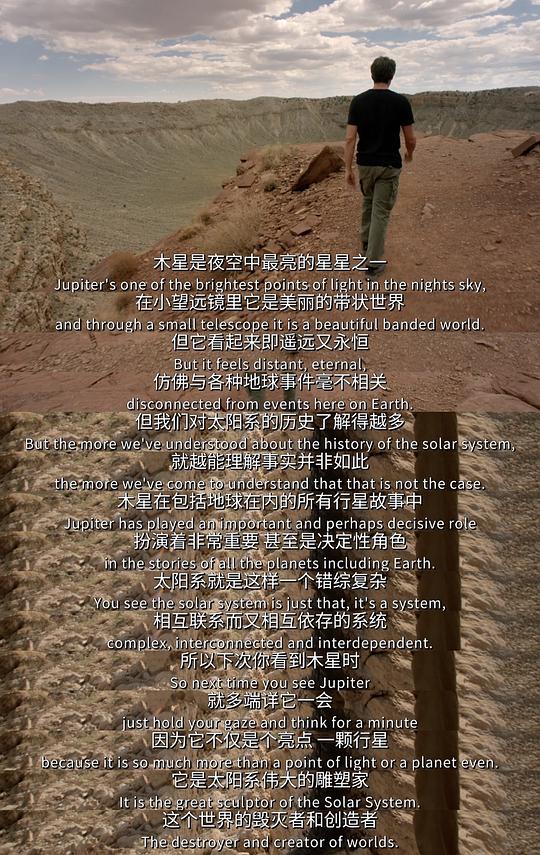 木星是夜空中最亮的星星之一
Jupiter's one of the brightest points of light in the nights sky,
在小望远镜里它是美丽的带状世界
and through a small telescope it is a beautiful banded world.
但它看起来即遥远又永恒
But it feels distant, eternal,
仿佛与各种地球事件毫不相关
disconnected from events here on Earth.
但我们对太阳系的历史了解得越多
But the more we've understood about the history of the solar system,
就越能理解事实并非如此
the more we've come to understand that that is not the case.
木星在包括地球在内的所有行星故事中
Jupiter has played an important and perhaps decisive role
扮演着非常重要 甚至是决定性角色
in the stories of all the planets including Earth.
太阳系就是这样一个错综复杂
You see the solar system is just that, it's a system,
相互联系而又相互依存的系统
complex, interconnected and interdependent.
所以下次你看到木星时
So next time you see Jupiter
就多端详它一会
just hold your gaze and think for a minute
因为它不仅是个亮点 一颗行星
because it is so much more than a point of light or a planet even.
它是太阳系伟大的雕塑家
It is the great sculptor of the Solar System.
这个世界的毁灭者和创造者
The destroyer and creator of worlds.